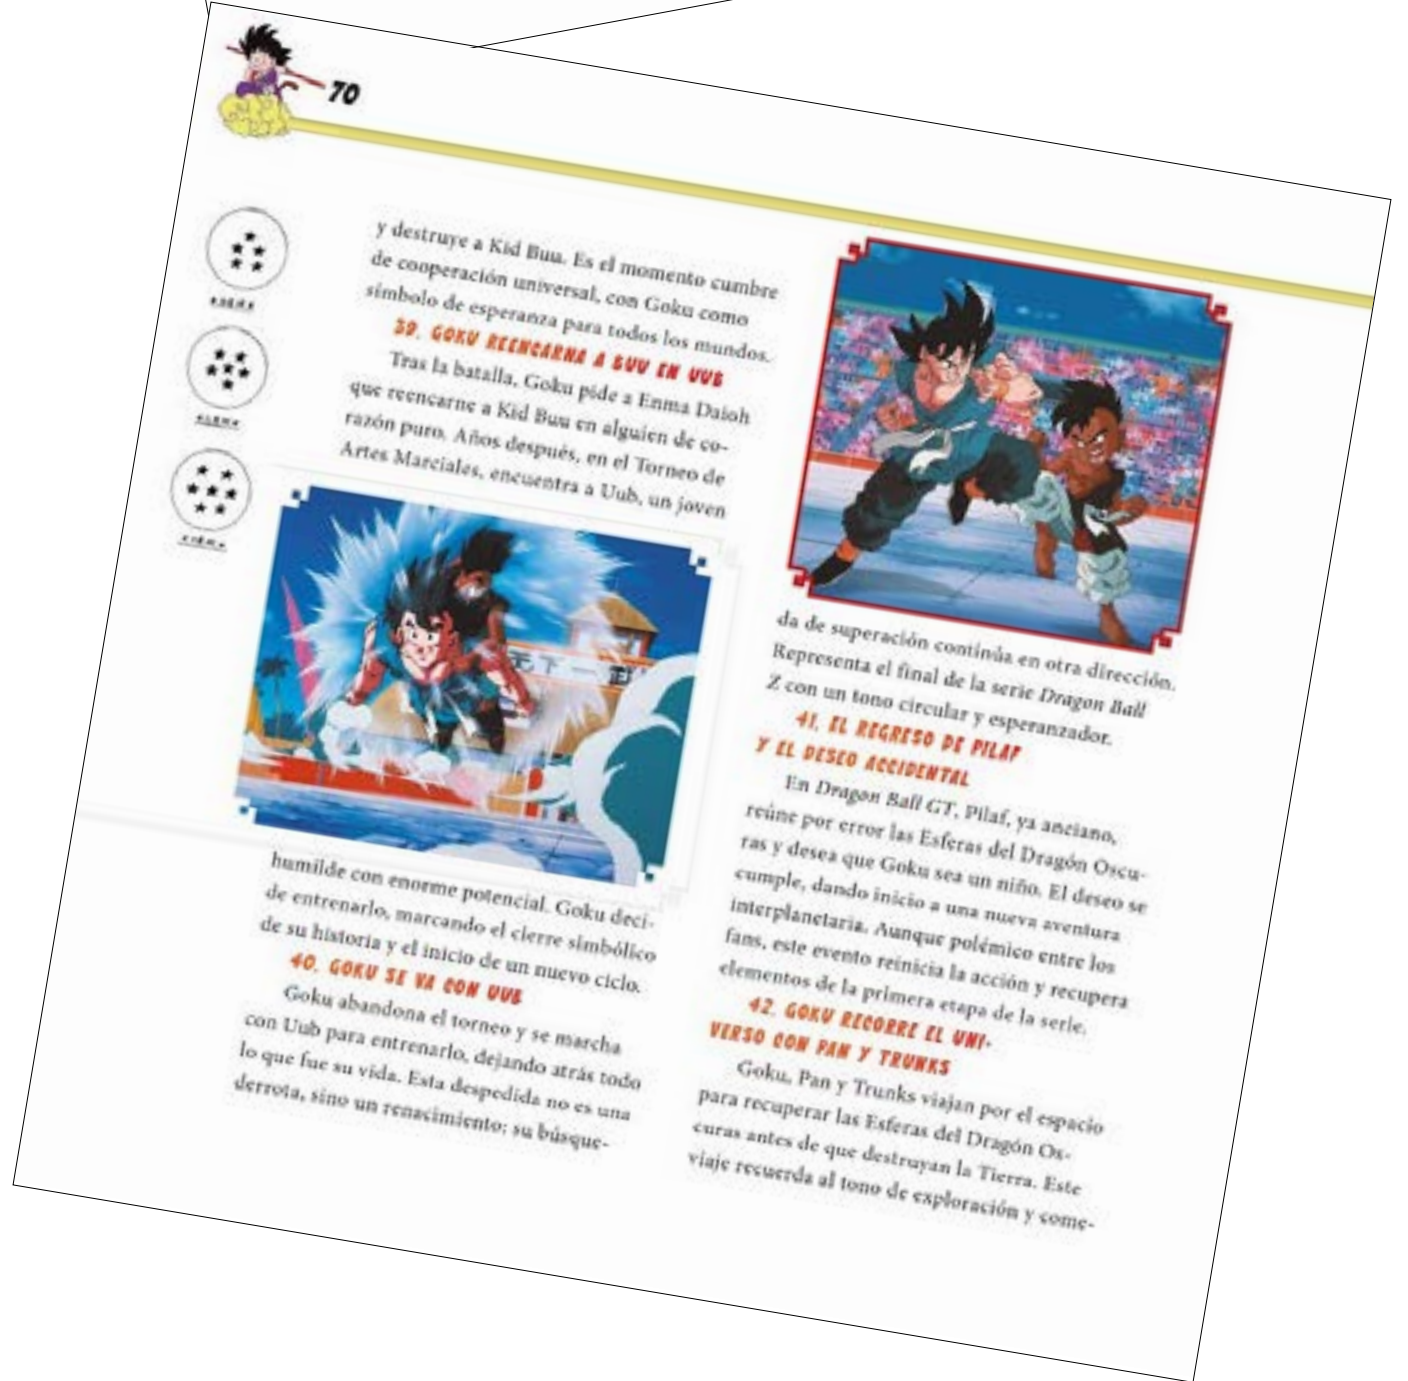 70
y destruye a Kid Buu. Es el momento cumbre
de cooperación universal, con Goku como
símbolo de esperanza para todos los mundos.
39. GOKU REENCARNA A BUU EN UUB
Tras la batalla, Goku pide a Enma Daioh
que reencarne a Kid Buu en alguien de co-
razón puro. Años después, en el Torneo de
Artes Marciales, encuentra a Uub, un joven
天下一武
humilde con enorme potencial. Goku deci-
de entrenarlo, marcando el cierre simbólico
de su historia y el inicio de un nuevo ciclo.
40. GOKU SE VA CON UUB
Goku abandona el torneo y se marcha
con Uub para entrenarlo, dejando atrás todo
lo que fue su vida. Esta despedida no es una
derrota, sino un renacimiento: su búsque-
da de superación continúa en otra dirección.
Representa el final de la serie Dragon Ball
Z con un tono circular y esperanzador.
41. EL REGRESO DE PILAF
Y EL DESEO ACCIDENTAL
En Dragon Ball GT, Pilaf, ya anciano,
reúne por error las Esferas del Dragón Oscu-
ras y desea que Goku sea un niño. El deseo se
cumple, dando inicio a una nueva aventura
interplanetaria. Aunque polémico entre los
fans, este evento reinicia la acción y recupera
elementos de la primera etapa de la serie.
42. GOKU RECORRE EL UNI-
VERSO CON PAN Y TRUNKS
Goku, Pan y Trunks viajan por el espacio
para recuperar las Esferas del Dragón Os-
curas antes de que destruyan la Tierra. Este
viaje recuerda al tono de exploración y come-